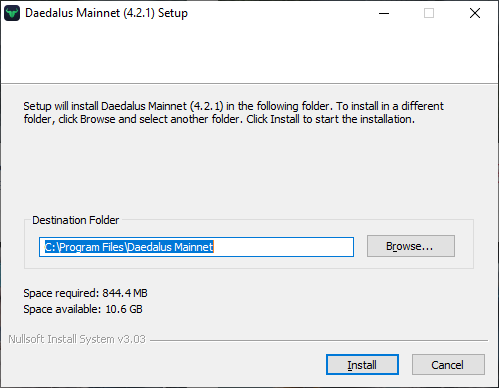 Daedalus Mainnet (4.2.1) Setup
Setup will install Daedalus Mainnet (4.2.1) in the following folder. To install in a different
folder, click Browse and select another folder. Click Install to start the installation.
Destination Folder
C:\Program Files\Daedalus Mainnet
Browse...
Space required: 844.4 MB
Space available: 10.6 GB
Nullsoft Install System v3.03
Install
Cancel